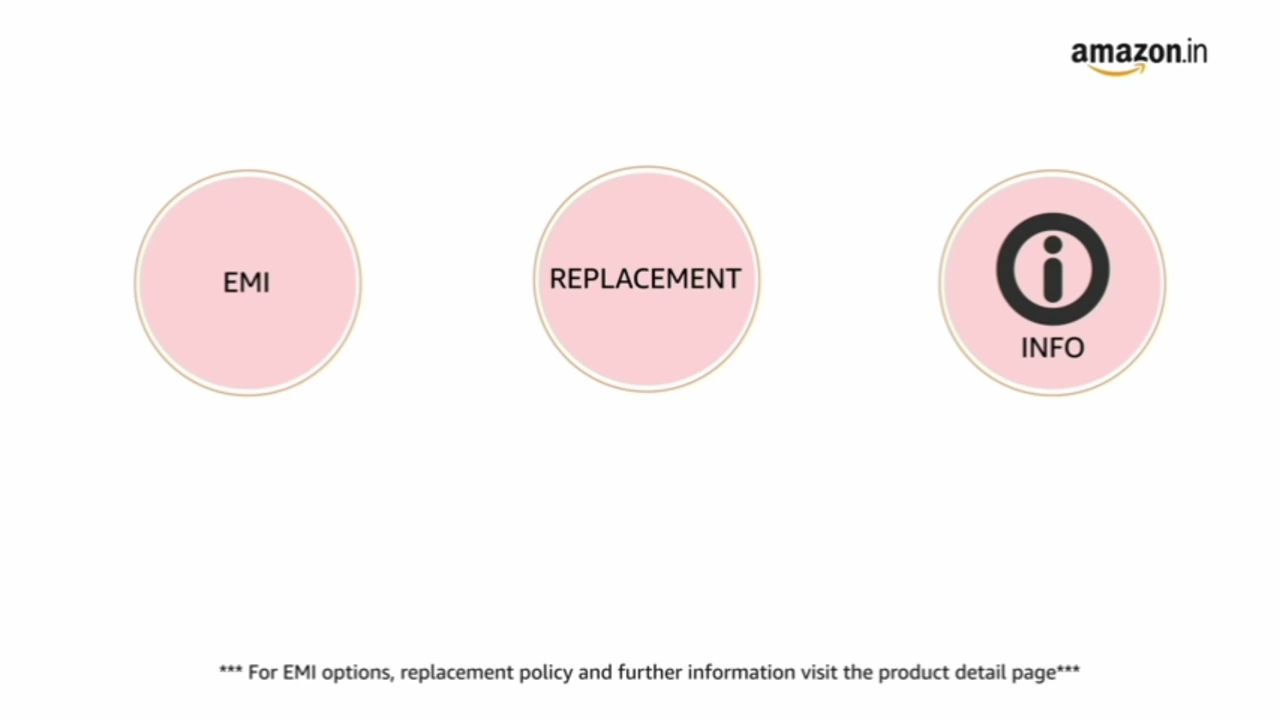 amazon.in
EMI
REPLACEMENT
INFO
*** For EMI options, replacement policy and further information visit the product detail page***